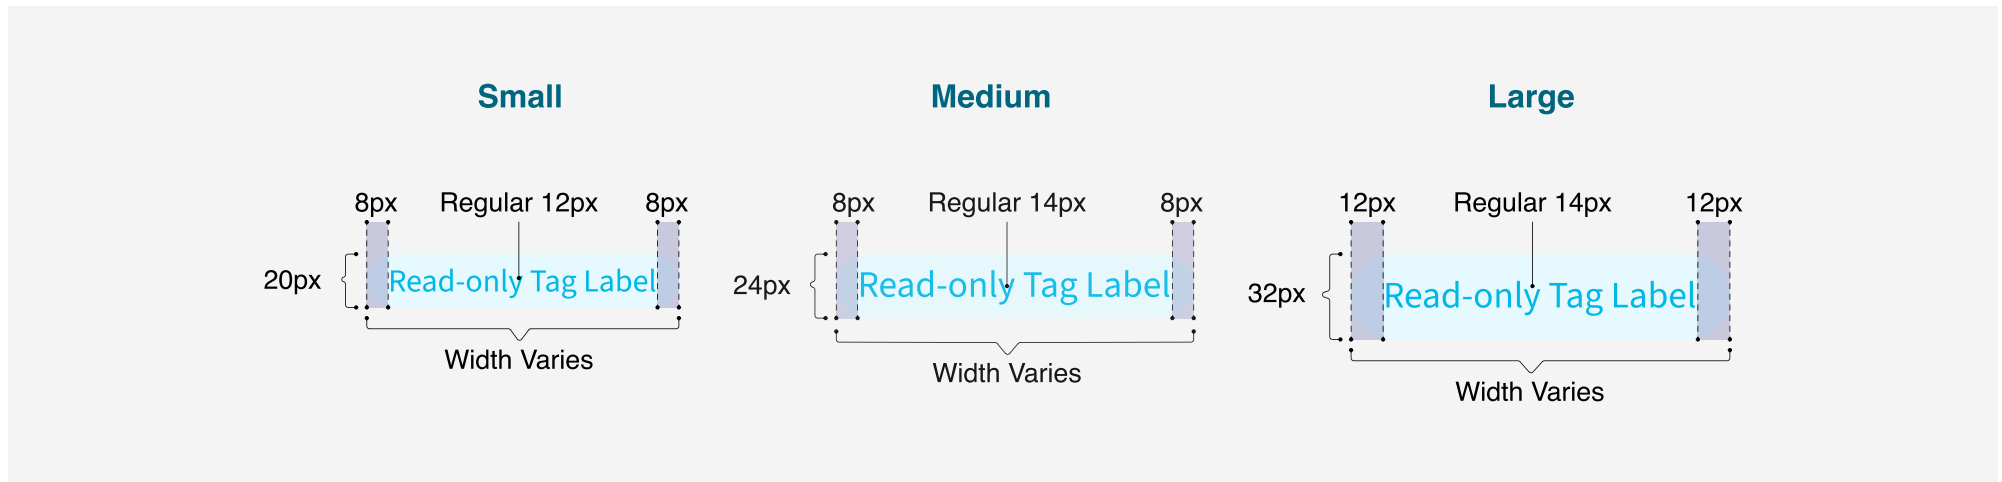 Small
Medium
Large
8px
Regular 12px
8px
20px
Read-only Tag Label
Width Varies
8px
Regular 14px
8px
24px
Read-only Tag Label
Width Varies
12px
Regular 14px
12px
32px
Read-only Tag Label
Width Varies